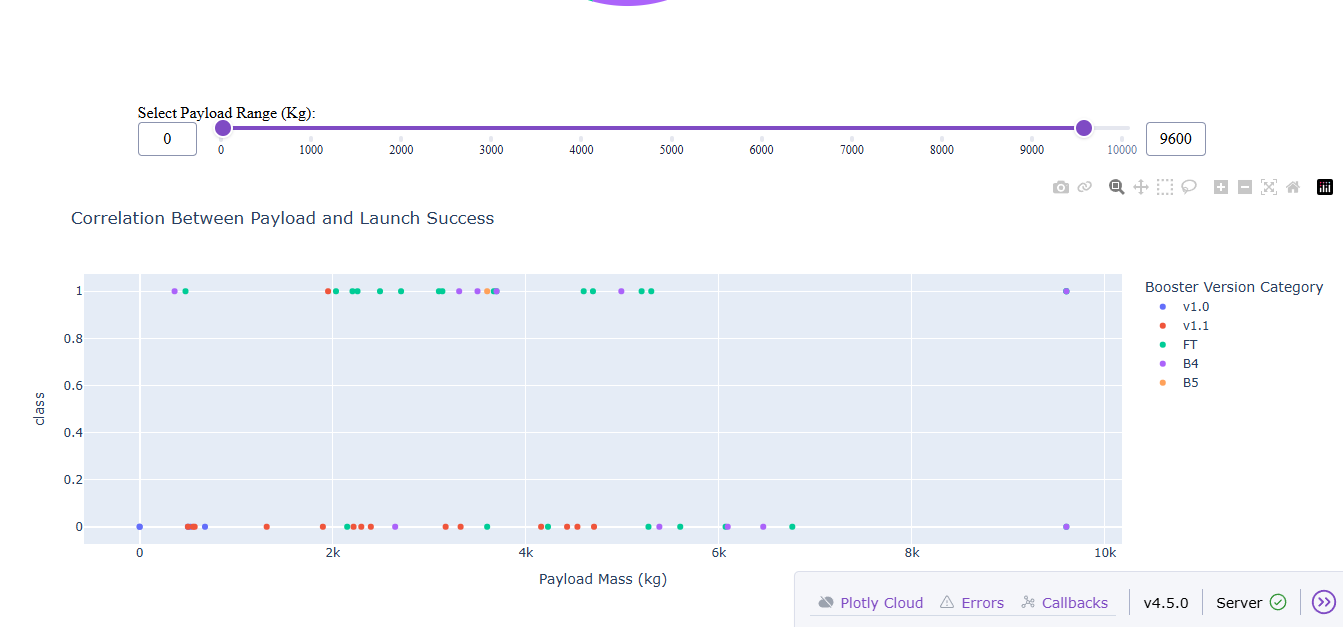 Select Payload Range (Kg):
0
0 1000 2000 3000 4000 5000 6000 7000 8000 9000 10000
9600
Correlation Between Payload and Launch Success
1
0.8
0.6
0.4
0.2
0
class
0 2k 4k 6k 8k 10k
Payload Mass (kg)
Booster Version Category
v1.0
v1.1
FT
B4
B5
Plotly Cloud Errors Callbacks v4.5.0 Server